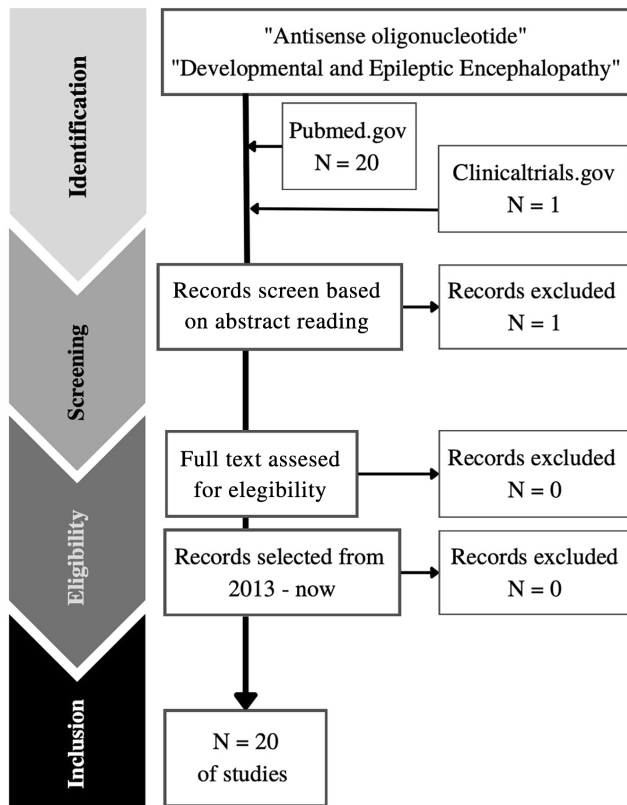 "Antisense oligonucleotide"
"Developmental and Epileptic Encephalopathy"
Identification
Pubmed.gov
N = 20
Clinicaltrials.gov
N = 1
Screening
Records screen based
on abstract reading
Records excluded
N = 1
Eligibility
Full text assesed
for elegibility
Records excluded
N = 0
Records selected from
2013 - now
Records excluded
N = 0
Inclusion
N = 20
of studies